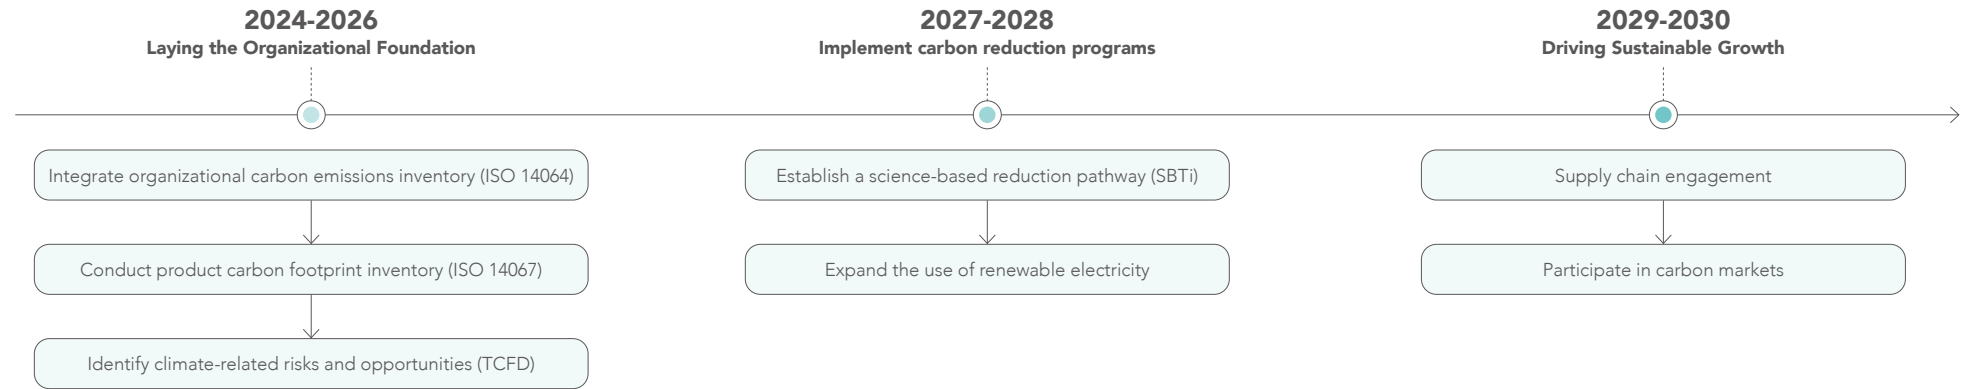 2024-2026
Laying the Organizational Foundation
Integrate organizational carbon emissions inventory (ISO 14064)
Conduct product carbon footprint inventory (ISO 14067)
Identify climate-related risks and opportunities (TCFD)
2027-2028
Implement carbon reduction programs
Establish a science-based reduction pathway (SBTi)
Expand the use of renewable electricity
2029-2030
Driving Sustainable Growth
Supply chain engagement
Participate in carbon markets